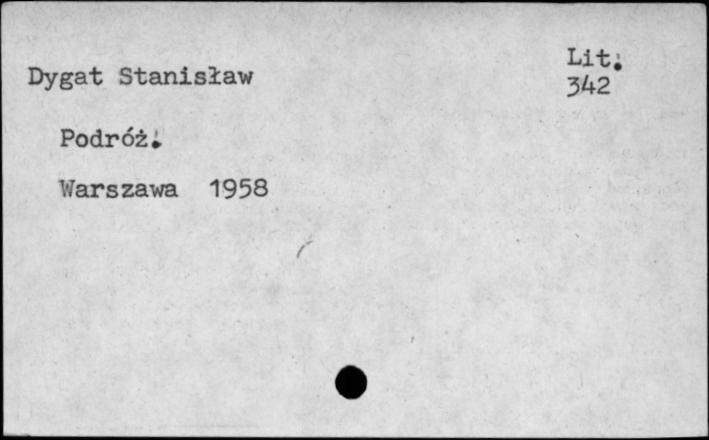 Dygat Stanisław
Lit.
342
Podróż.
Warszawa 1958